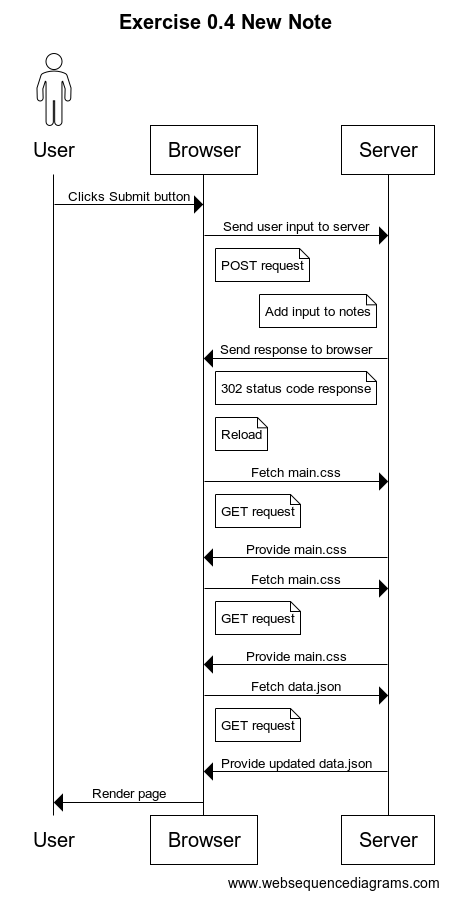 Exercise 0.4 New Note
User
Browser
Server
Clicks Submit button
Send user input to server
POST request
Add input to notes
Send response to browser
302 status code response
Reload
Fetch main.css
GET request
Provide main.css
Fetch main.css
GET request
Provide main.css
Fetch data.json
GET request
Provide updated data.json
Render page
User
Browser
Server
www.websequencediagrams.com